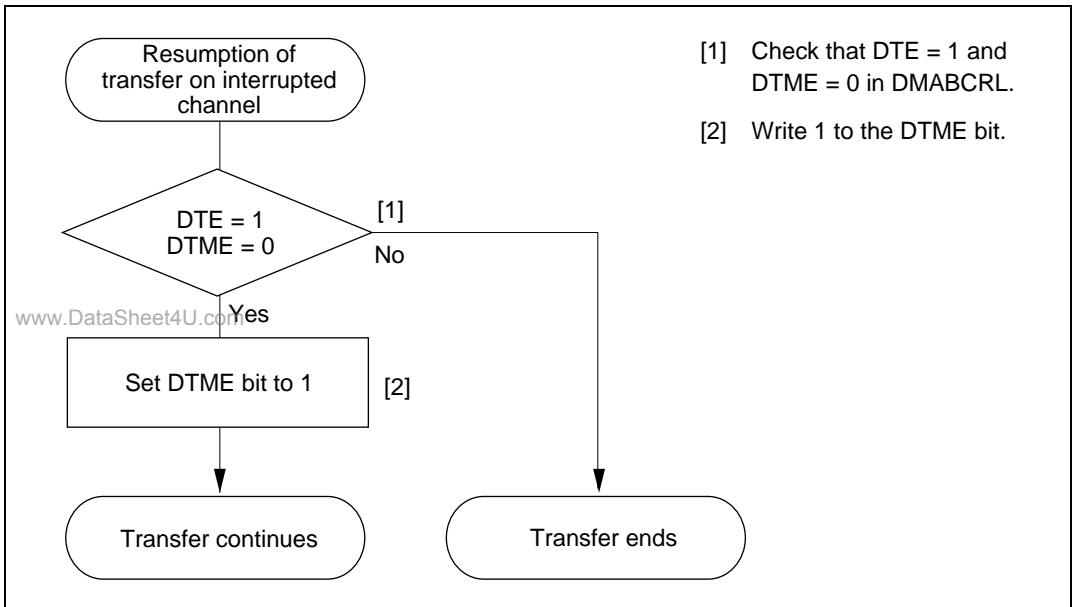 Resumption of
transfer on interrupted
channel
[1] Check that DTE = 1 and
DTME = 0 in DMABCRL.
[2] Write 1 to the DTME bit.
DTE = 1
DTME = 0
[1]
No
www.DataSheet4U.com
Yes
Set DTME bit to 1
[2]
Transfer continues
Transfer ends